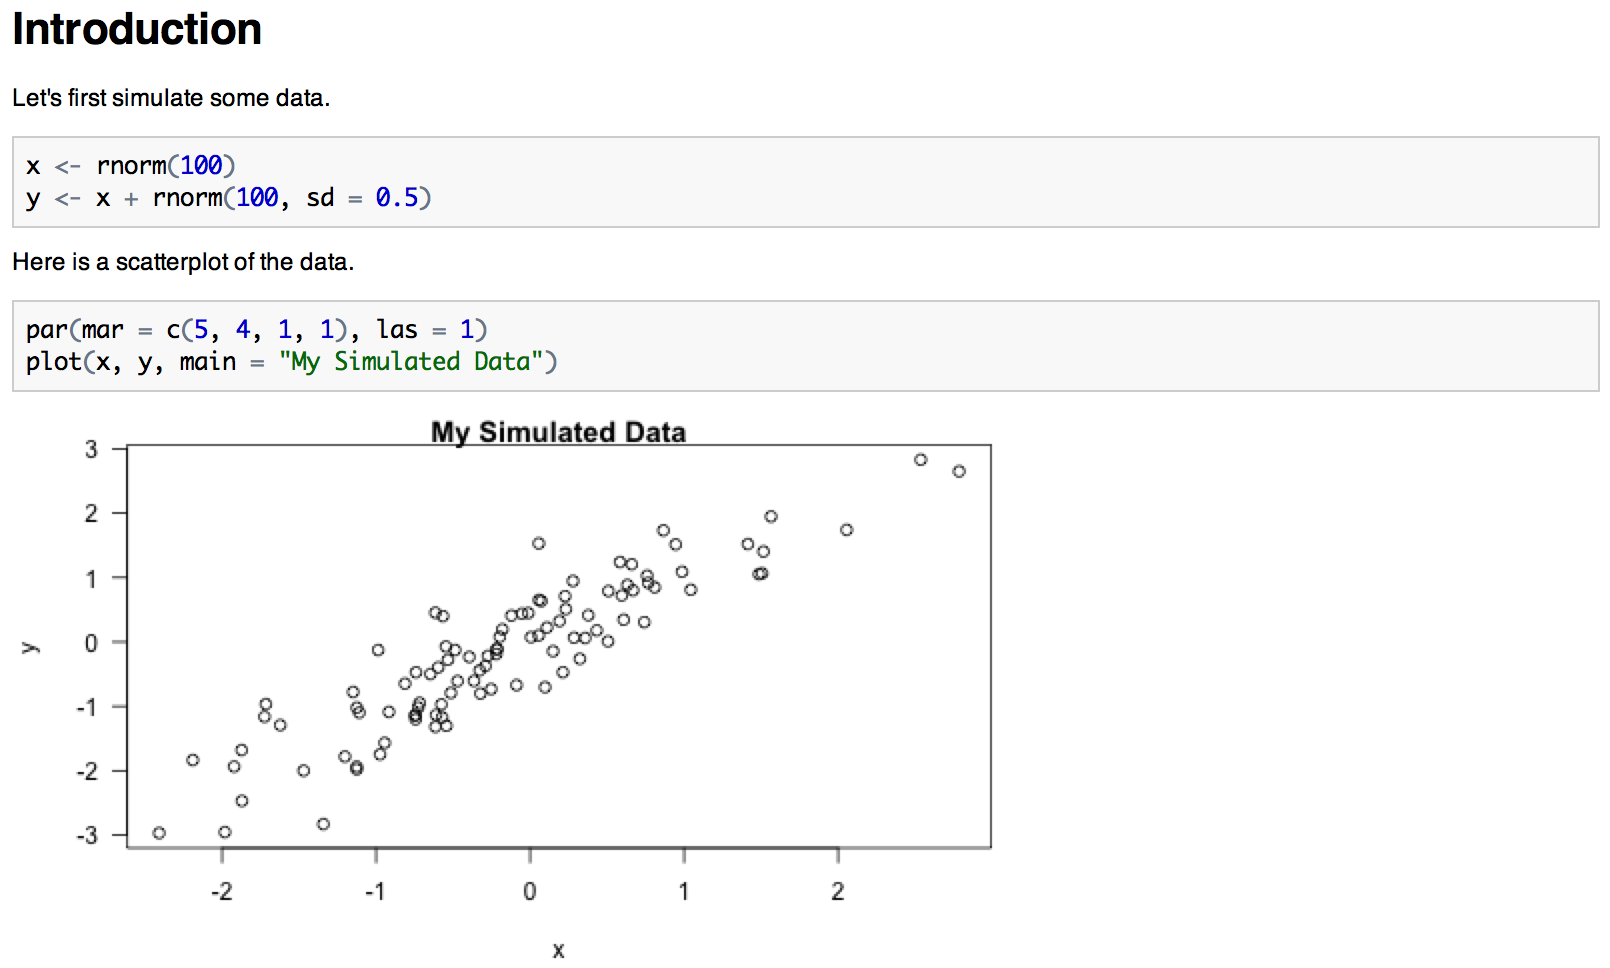 Introduction
Let's first simulate some data.
x <- rnorm(100)
y <- x + rnorm(100, sd = 0.5)
Here is a scatterplot of the data.
par(mar = c(5, 4, 1, 1), las = 1)
plot(x, y, main = "My Simulated Data")
My Simulated Data
3
2
1
0
-1
-2
-3
y
-2 -1 0 1 2
x